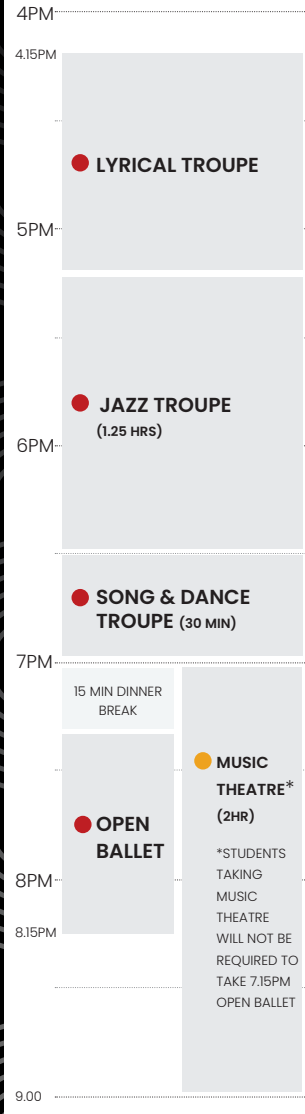 4PM
4.15PM
LYRICAL TROUPE
5PM
JAZZ TROUPE
(1.25 HRS)
6PM
SONG & DANCE
TROUPE (30 MIN)
7PM
15 MIN DINNER
BREAK
OPEN
BALLET
MUSIC
THEATRE*
(2HR)
*STUDENTS
TAKING
MUSIC
THEATRE
WILL NOT BE
REQUIRED TO
TAKE 7.15PM
OPEN BALLET
8PM
8.15PM
9.00